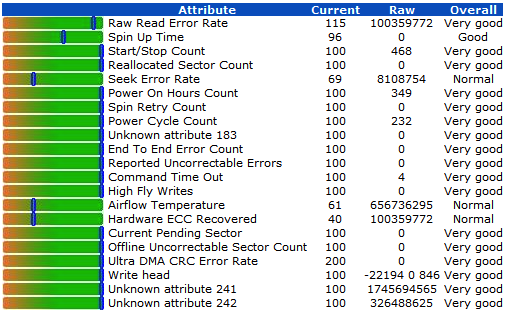 Attribute Current Raw Overall
Raw Read Error Rate 115 100359772 Very good
Spin Up Time 96 0 Good
Start/Stop Count 100 468 Very good
Reallocated Sector Count 100 0 Very good
Seek Error Rate 69 8108754 Normal
Power On Hours Count 100 349 Very good
Spin Retry Count 100 0 Very good
Power Cycle Count 100 232 Very good
Unknown attribute 183 100 0 Very good
End To End Error Count 100 0 Very good
Reported Uncorrectable Errors 100 0 Very good
Command Time Out 100 4 Very good
High Fly Writes 100 0 Very good
Airflow Temperature 61 656736295 Normal
Hardware ECC Recovered 40 100359772 Normal
Current Pending Sector 100 0 Very good
Offline Uncorrectable Sector Count 100 0 Very good
Ultra DMA CRC Error Rate 200 0 Very good
Write head 100 -22194 0 846 Very good
Unknown attribute 241 100 1745694565 Very good
Unknown attribute 242 100 326488625 Very good